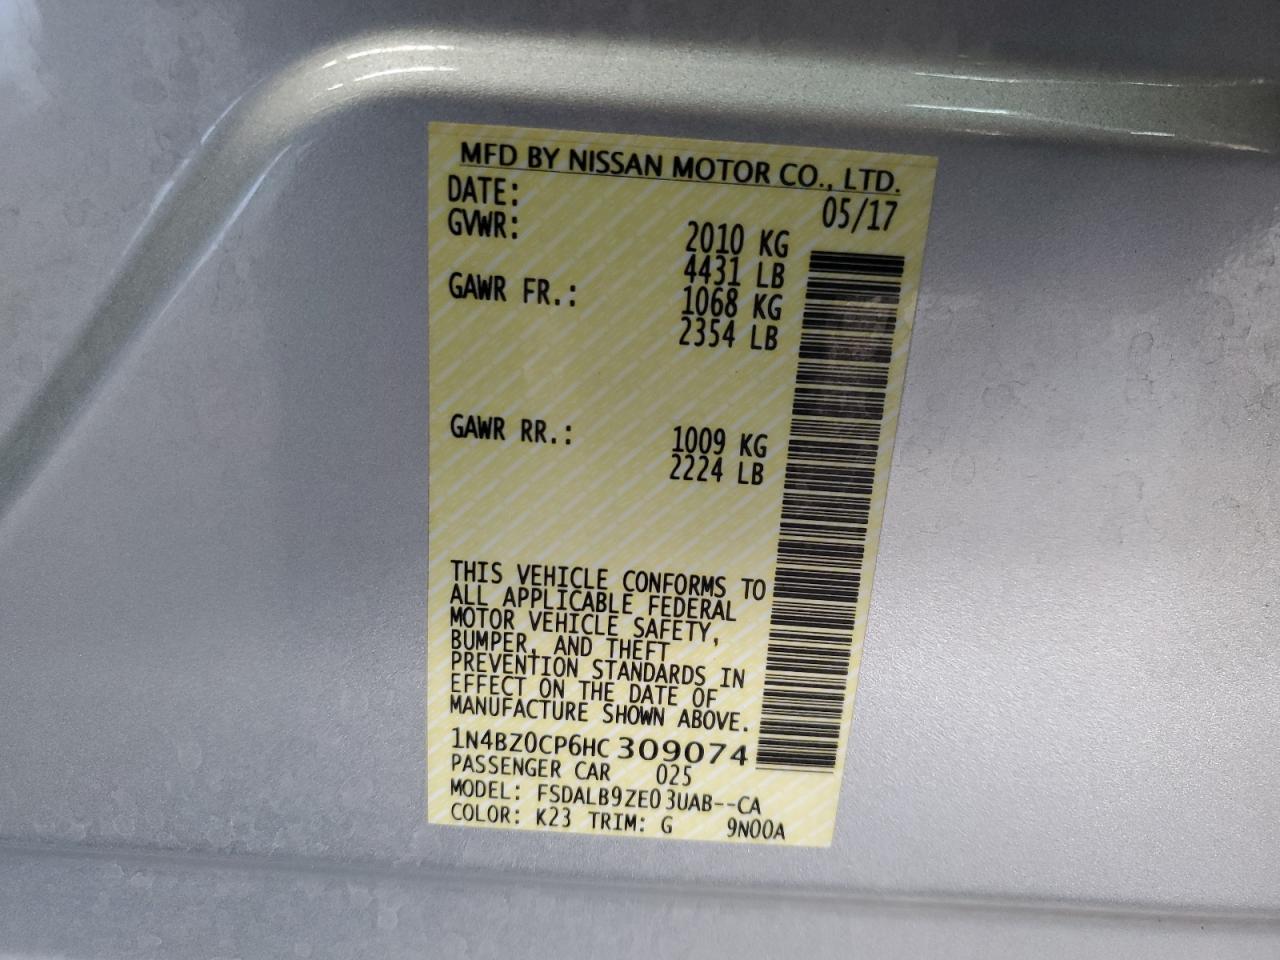 MFD BY NISSAN MOTOR CO., LTD.
DATE: 05/17
GVWR: 2010 KG
4431 LB
GAWR FR.: 1068 KG
2354 LB
GAWR RR.: 1009 KG
2224 LB
THIS VEHICLE CONFORMS TO
ALL APPLICABLE FEDERAL
MOTOR VEHICLE SAFETY,
BUMPER, AND THEFT
PREVENTION STANDARDS IN
EFFECT ON THE DATE OF
MANUFACTURE SHOWN ABOVE.
1N4BZ0CP6HC 309074
PASSENGER CAR 025
MODEL: FSDALB9ZE03UAB--CA
COLOR: K23 TRIM: G 9N00A